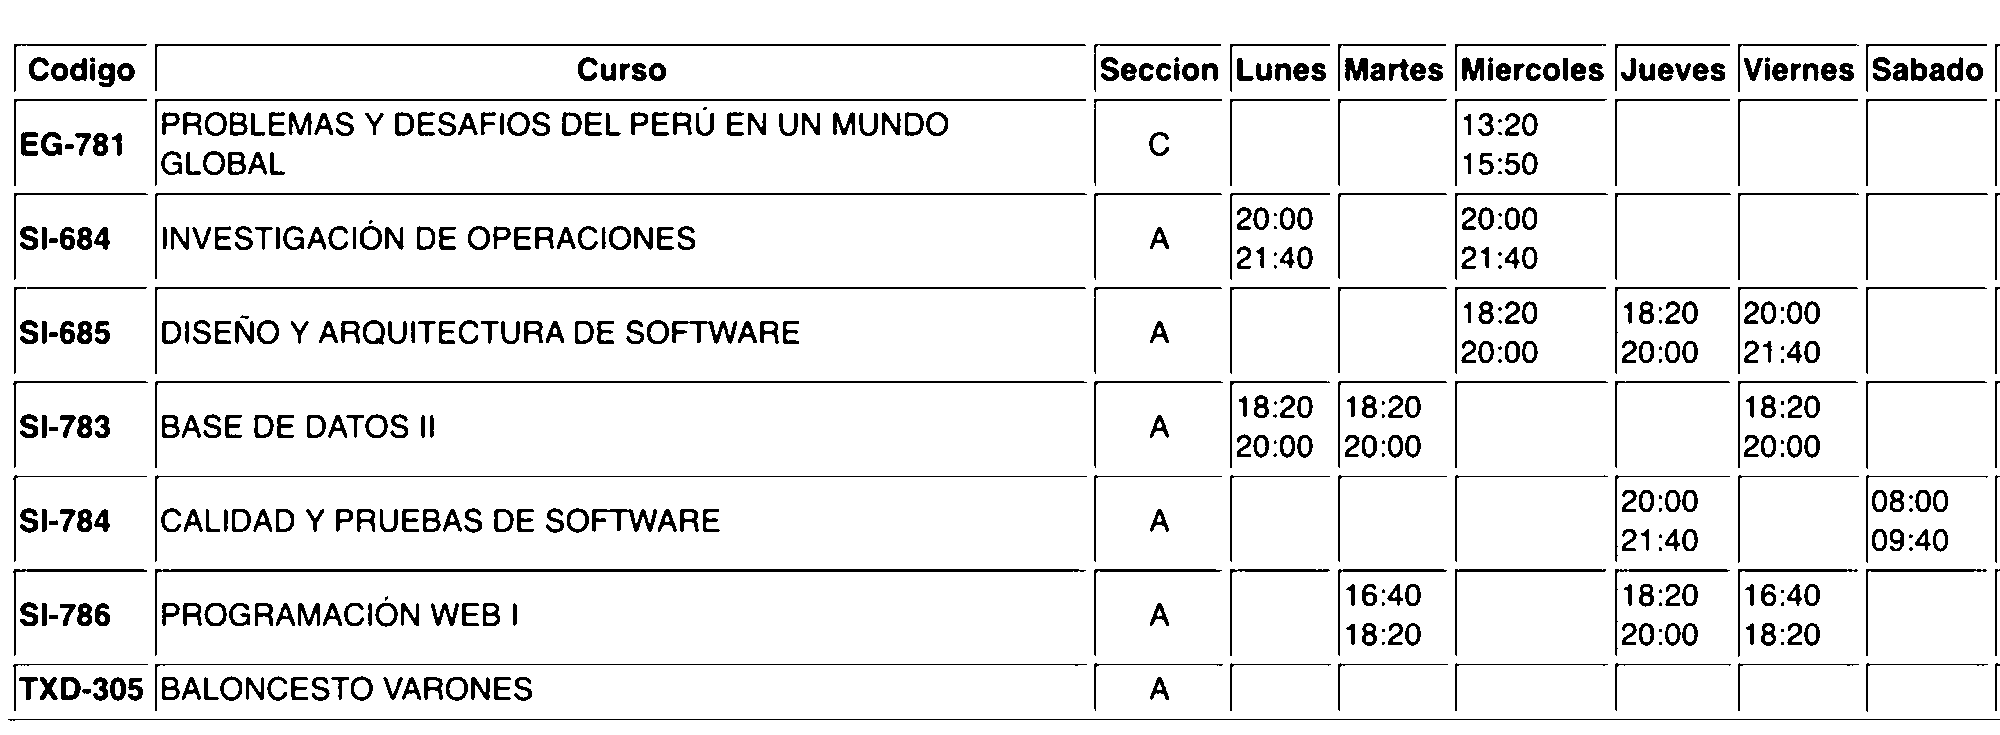 Codigo Curso Seccion Lunes Martes Miercoles Jueves Viernes Sabado
EG-781 PROBLEMAS Y DESAFIOS DEL PERÚ EN UN MUNDO GLOBAL C 13:20 15:50
SI-684 INVESTIGACIÓN DE OPERACIONES A 20:00 21:40 20:00 21:40
SI-685 DISEÑO Y ARQUITECTURA DE SOFTWARE A 18:20 20:00 18:20 20:00 20:00 21:40
SI-783 BASE DE DATOS II A 18:20 20:00 18:20 20:00 18:20 20:00
SI-784 CALIDAD Y PRUEBAS DE SOFTWARE A 20:00 21:40 08:00 09:40
SI-786 PROGRAMACIÓN WEB I A 16:40 18:20 18:20 20:00 16:40 18:20
TXD-305 BALONCESTO VARONES A